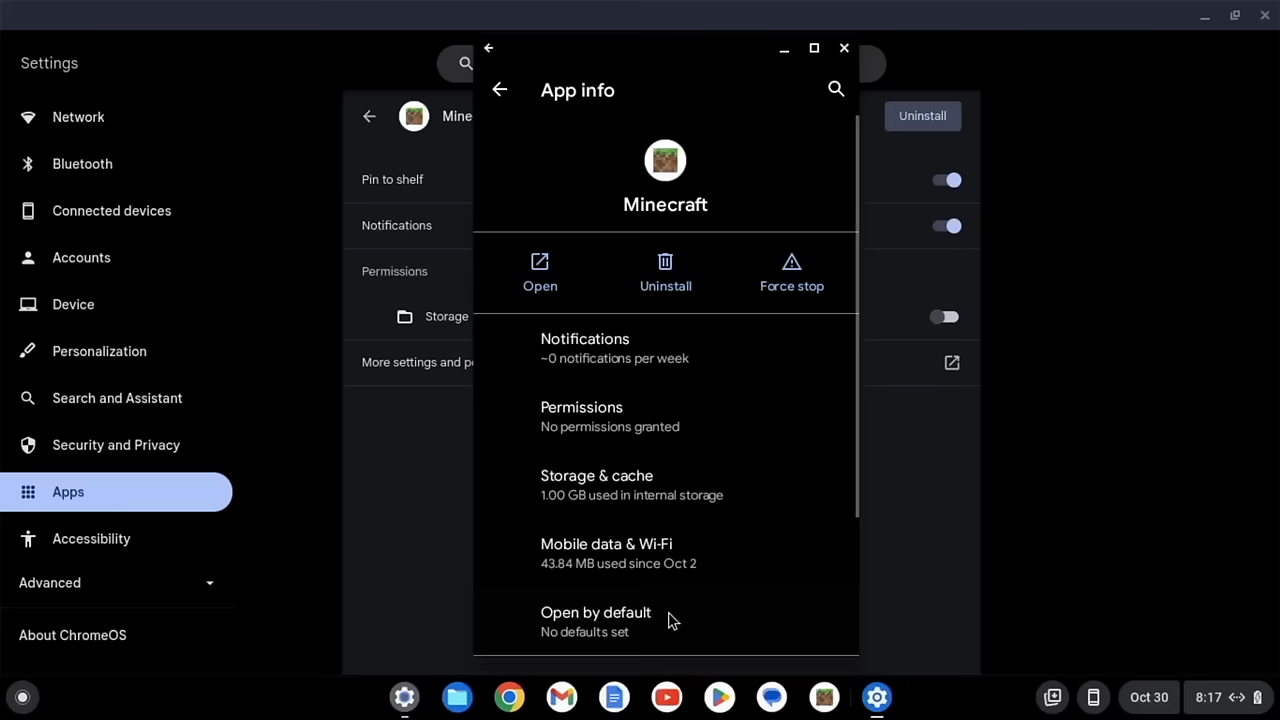 Settings
Network
Bluetooth
Connected devices
Accounts
Device
Personalization
Search and Assistant
Security and Privacy
Apps
Accessibility
Advanced
About ChromeOS
Mine
Uninstall
Pin to shelf
Notifications
Permissions
Storage
More settings and pe
App info
Minecraft
Open
Uninstall
Force stop
Notifications
~0 notifications per week
Permissions
No permissions granted
Storage & cache
1.00 GB used in internal storage
Mobile data & Wi-Fi
43.84 MB used since Oct 2
Open by default
No defaults set
Oct 30
8:17